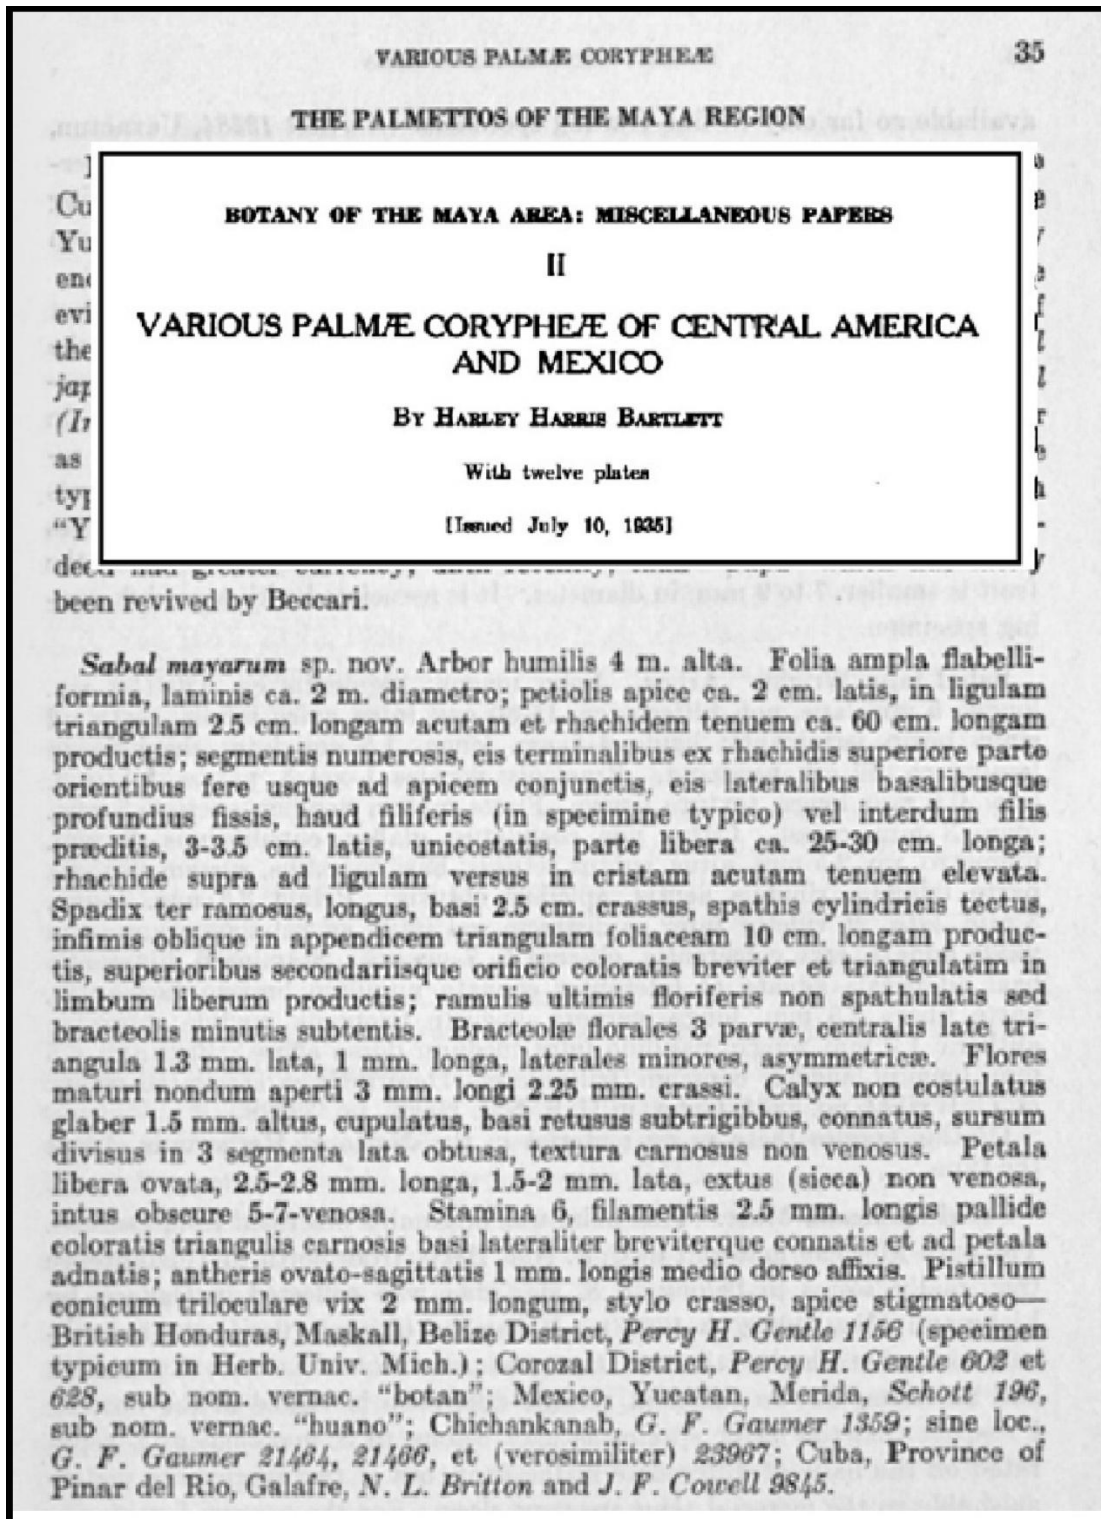 VARIOUS PALMÆ CORYPHEÆ 35
THE PALMETTOS OF THE MAYA REGION
BOTANY OF THE MAYA AREA: MISCELLANEOUS PAPERS
II
VARIOUS PALMÆ CORYPHEÆ OF CENTRAL AMERICA
AND MEXICO
BY HARLEY HARRIS BARTLETT
With twelve plates
[Issued July 10, 1935]
as
been revived by Beccari.
Sabal mayarum sp. nov. Arbor humilis 4 m. alta. Folia ampla flabelli-
formia, laminis ca. 2 m. diametro; petiolis apice ca. 2 cm. latis, in ligulam
triangulam 2.5 cm. longam acutam et rhachidem tenuem ca. 60 cm. longam
productis; segmentis numerosis, eis terminalibus ex rhachidis superiore parte
orientibus fere usque ad apicem conjunctis, eis lateralibus basalibusque
profundius fissis, haud filiferis (in specimine typico) vel interdum filis
præditis, 3-3.5 cm. latis, unicostatis, parte libera ca. 25-30 cm. longa;
rhachide supra ad ligulam versus in cristam acutam tenuem elevata.
Spadix ter ramosus, longus, basi 2.5 cm. crassus, spathis cylindricis tectus,
infimis oblique in appendicem triangulam foliaceam 10 cm. longam produc-
tis, superioribus secondariisque orificio coloratis breviter et triangulatim in
limbum liberum productis; ramulis ultimis floriferis non spathulatis sed
bracteolis minutis subtentis. Bracteolæ florales 3 parvæ, centralis late tri-
angula 1.3 mm. lata, 1 mm. longa, laterales minores, asymmetricæ. Flores
maturi nondum aperti 3 mm. longi 2.25 mm. crassi. Calyx non costulatus
glaber 1.5 mm. altus, cupulatus, basi retusus subtrigibbus, connatus, sursum
divisus in 3 segmenta lata obtusa, textura carnosus non venosus. Petala
libera ovata, 2.5-2.8 mm. longa, 1.5-2 mm. lata, extus (sicca) non venosa,
intus obscure 5-7-venosa. Stamina 6, filamentis 2.5 mm. longis pallide
coloratis triangulis carnosis basi lateraliter breviterque connatis et ad petala
adnatis; antheris ovato-sagittatis 1 mm. longis medio dorso affixis. Pistillum
conicum triloculare vix 2 mm. longum, stylo crasso, apice stigmatoso—
British Honduras, Maskall, Belize District, Percy H. Gentle 1156 (specimen
typicum in Herb. Univ. Mich.); Corozal District, Percy H. Gentle 602 et
628, sub nom. vernac. “botan”; Mexico, Yucatan, Merida, Schott 196,
sub nom. vernac. “huano”; Chichankanab, G. F. Gaumer 1359; sine loc.,
G. F. Gaumer 21464, 21466, et (verosimiliter) 23967; Cuba, Province of
Pinar del Rio, Galafre, N. L. Britton and J. F. Cowell 9845.